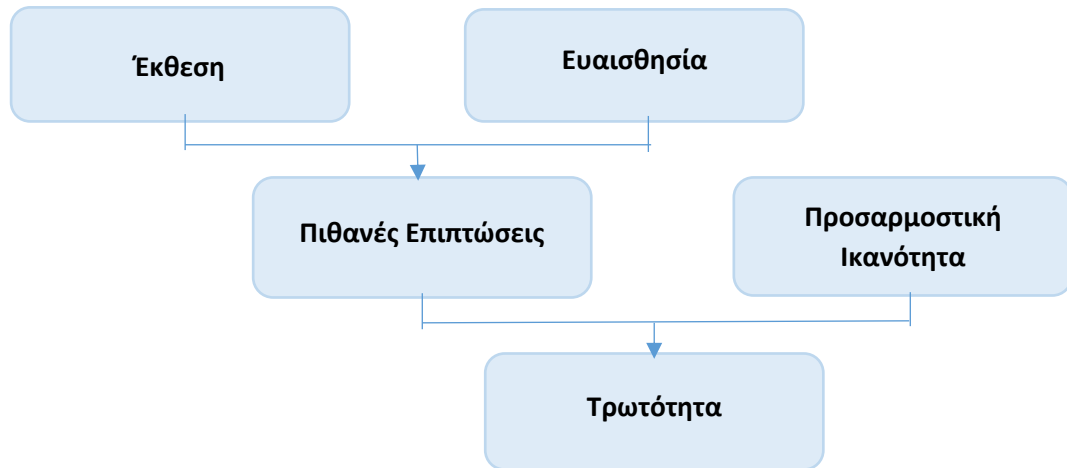 Έκθεση
Ευαισθησία
Πιθανές Επιπτώσεις
Προσαρμοστική
Ικανότητα
Τρωτότητα